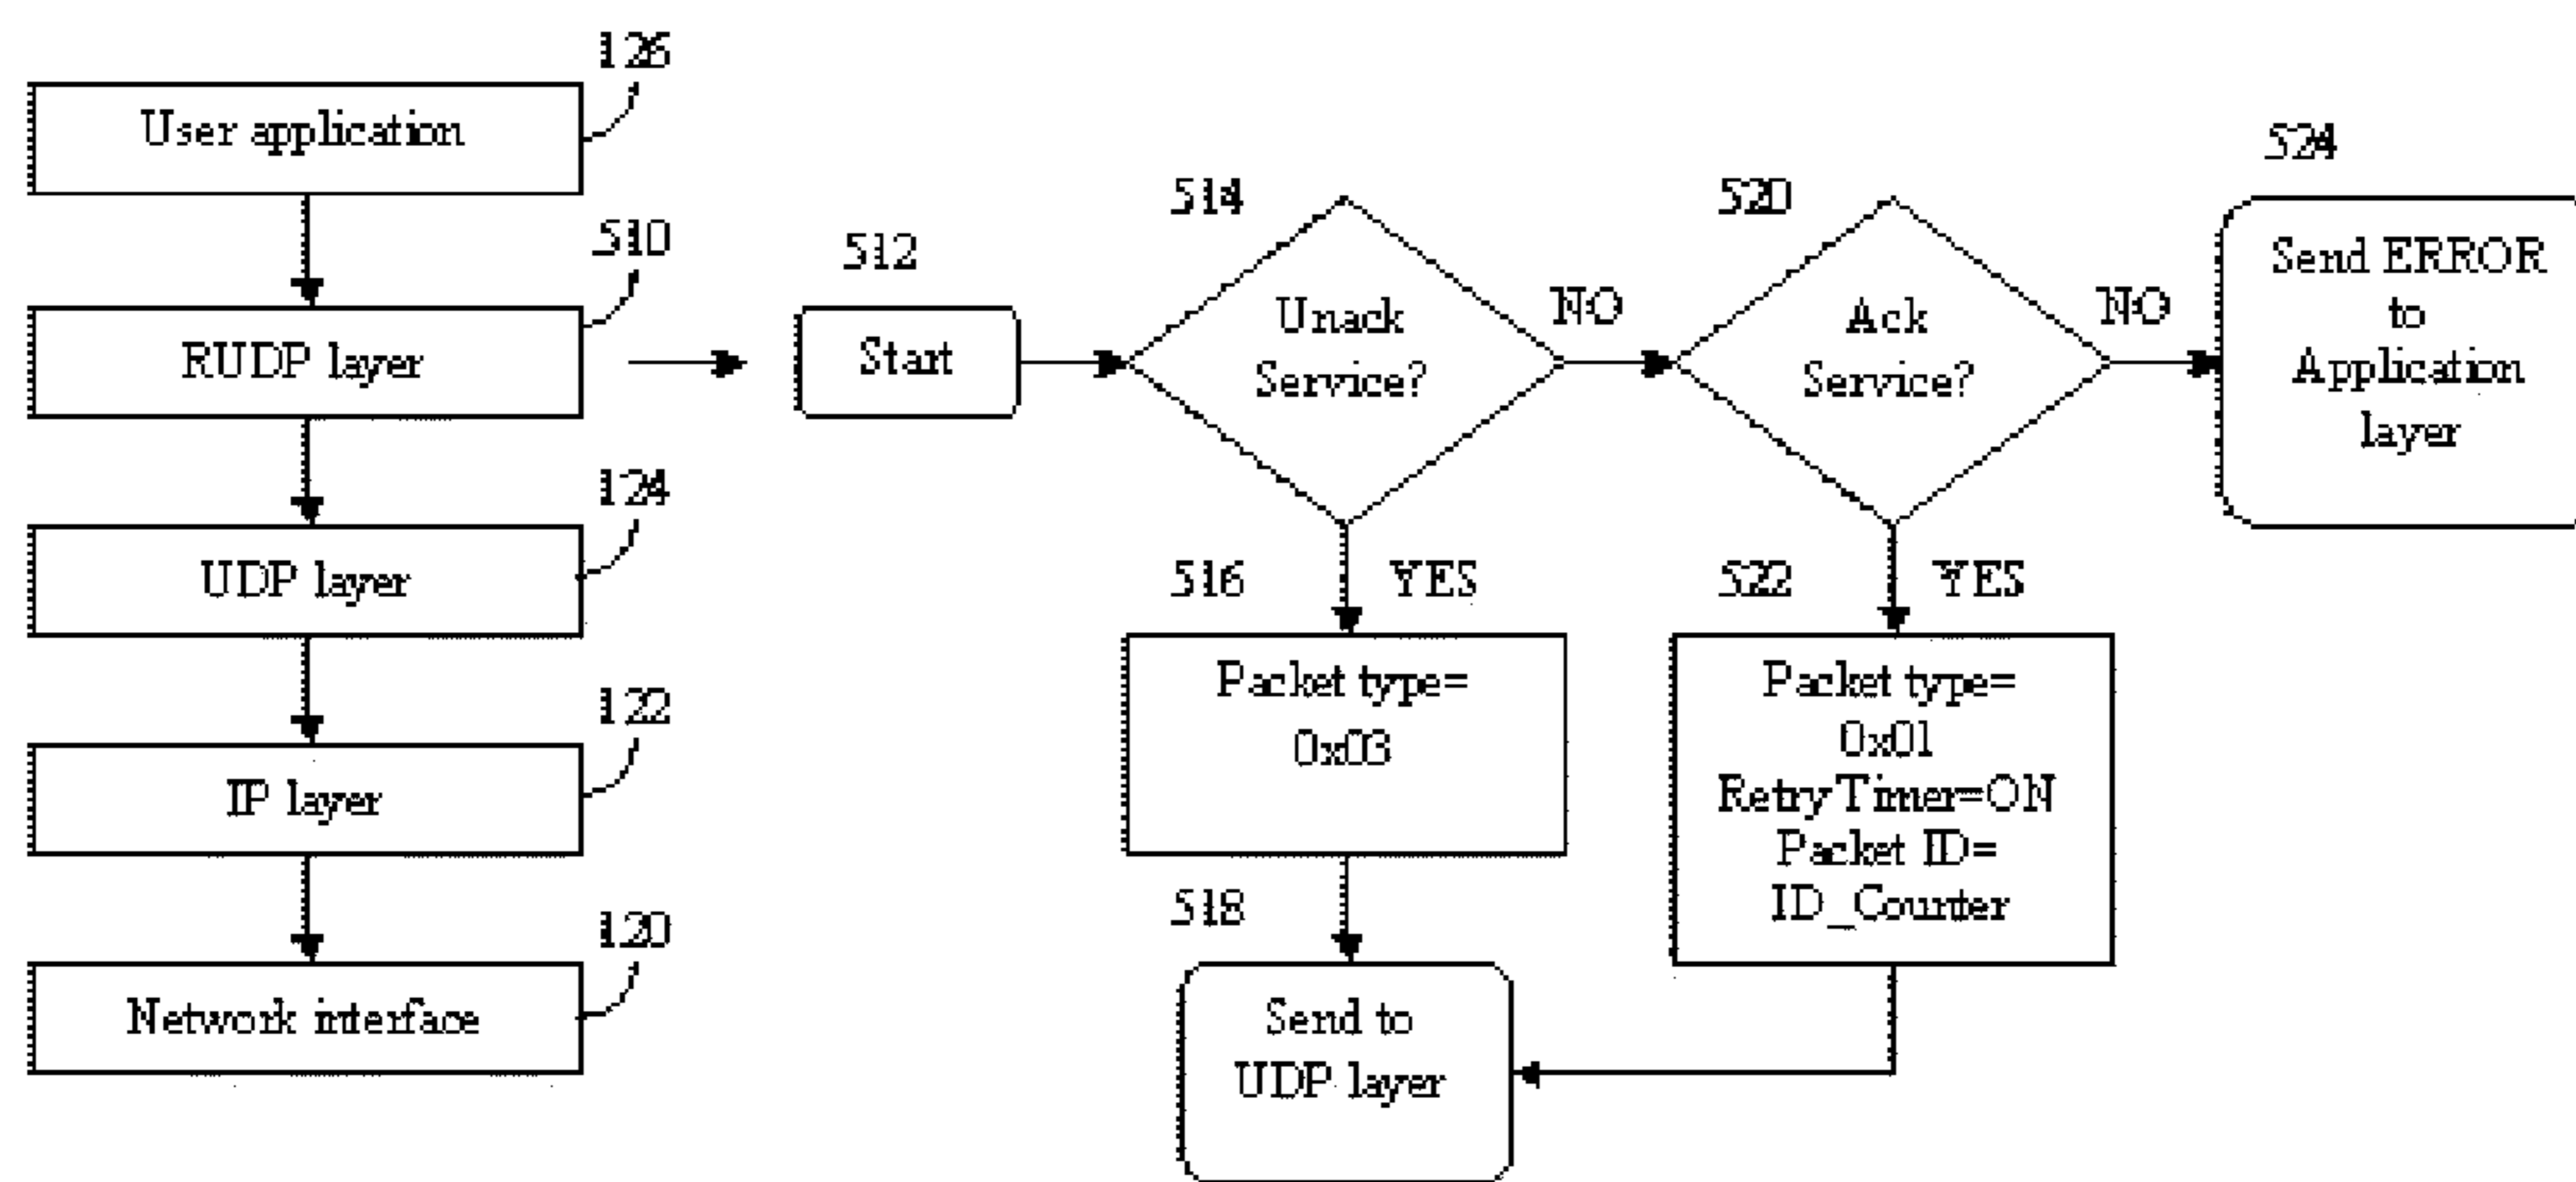 126
User application
510
RUDP layer
124
UDP layer
122
IP layer
120
Network interface
512
Start
514
Unack
Service?
NO
520
Ack
Service?
NO
524
Send ERROR
to
Application
layer
516
YES
Packet type=
0x03
522
YES
Packet type=
0x01
RetryTimer=ON
Packet ID=
ID_Counter
518
Send to
UDP layer